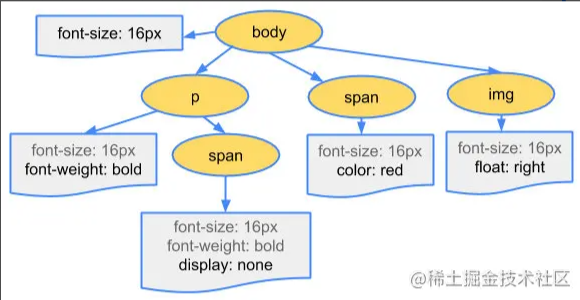 font-size: 16px
body
p
span
img
font-size: 16px
font-weight: bold
span
font-size: 16px
color: red
font-size: 16px
float: right
font-size: 16px
font-weight: bold
display: none
@稀土掘金技术社区